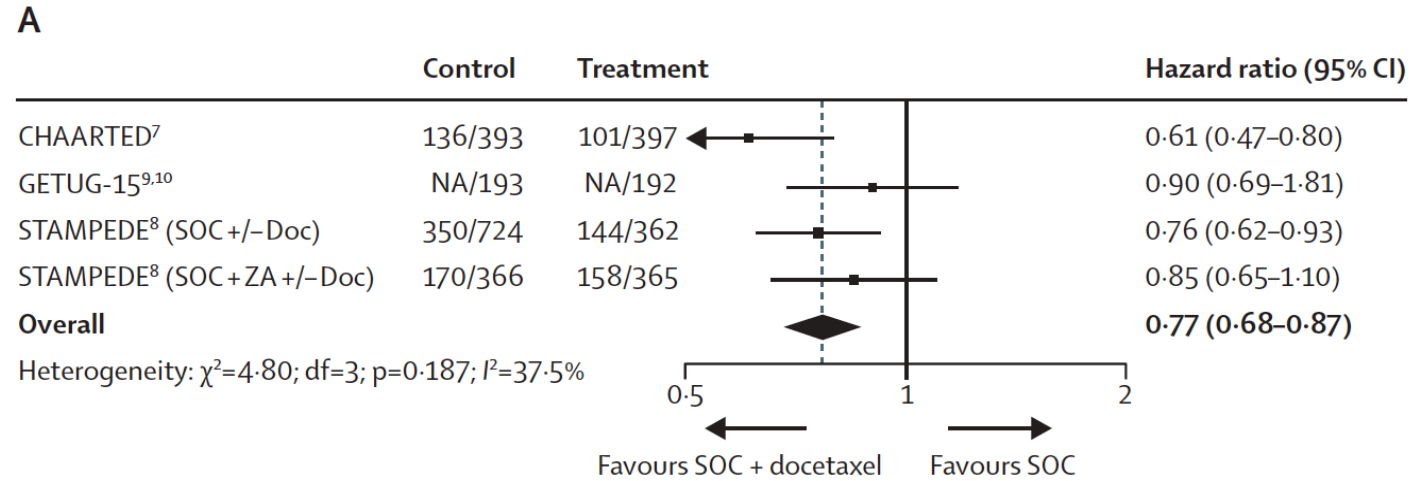 A
Control Treatment Hazard ratio (95% CI)
CHAARTED⁷ 136/393 101/397 0·61 (0·47–0·80)
GETUG-15⁹,¹⁰ NA/193 NA/192 0·90 (0·69–1·81)
STAMPEDE⁸ (SOC +/– Doc) 350/724 144/362 0·76 (0·62–0·93)
STAMPEDE⁸ (SOC + ZA +/– Doc) 170/366 158/365 0·85 (0·65–1·10)
Overall 0·77 (0·68–0·87)
Heterogeneity: χ²=4·80; df=3; p=0·187; I²=37·5%
0·5 1 2
Favours SOC + docetaxel Favours SOC